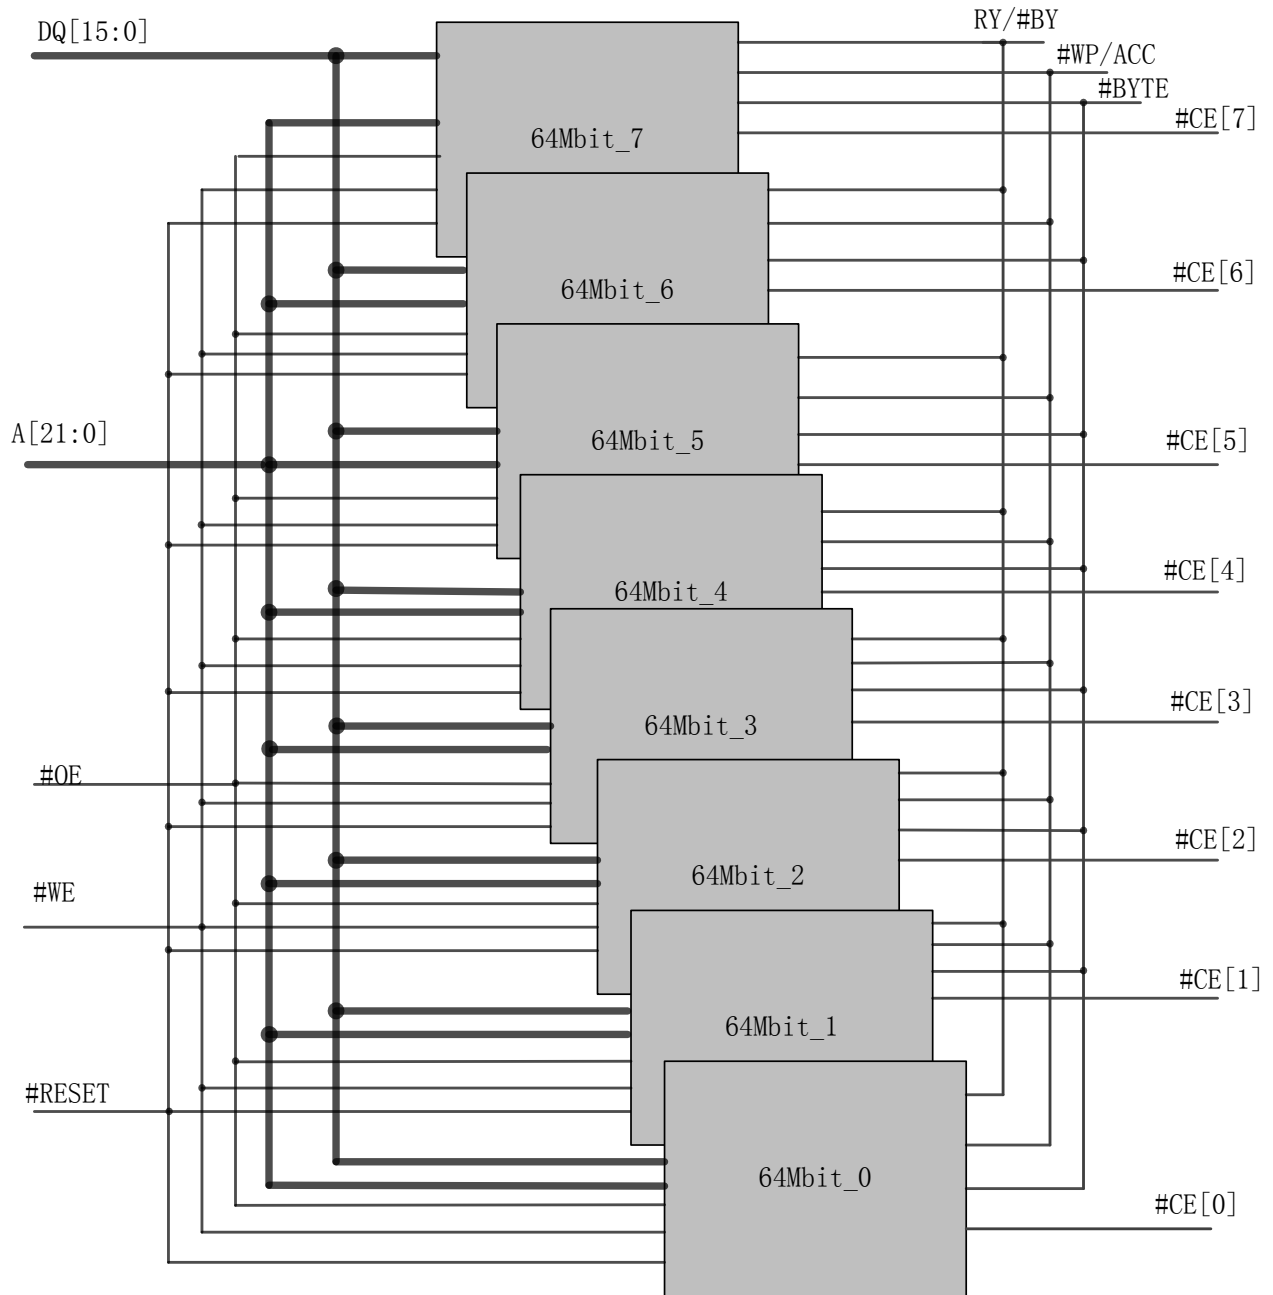 RY/#BY
DQ[15:0]
#WP/ACC
#BYTE
#CE[7]
64Mbit_7
#CE[6]
64Mbit_6
A[21:0]
64Mbit_5
#CE[5]
#CE[4]
64Mbit_4
#CE[3]
64Mbit_3
#OE
#CE[2]
64Mbit_2
#WE
#CE[1]
64Mbit_1
#RESET
64Mbit_0
#CE[0]